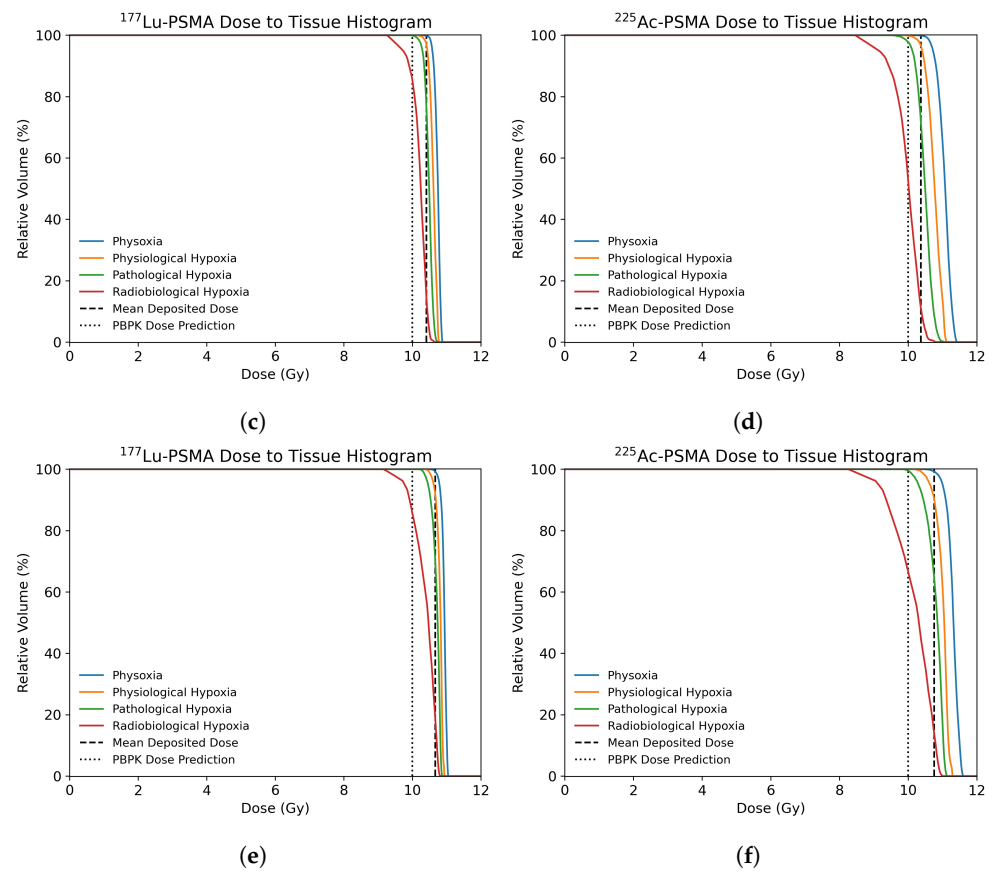 ¹⁷⁷Lu-PSMA Dose to Tissue Histogram
100
80
60
40
20
0
Relative Volume (%)
Physoxia
Physiological Hypoxia
Pathological Hypoxia
Radiobiological Hypoxia
Mean Deposited Dose
PBPK Dose Prediction
0 2 4 6 8 10 12
Dose (Gy)
(c)
²²⁵Ac-PSMA Dose to Tissue Histogram
100
80
60
40
20
0
Relative Volume (%)
Physoxia
Physiological Hypoxia
Pathological Hypoxia
Radiobiological Hypoxia
Mean Deposited Dose
PBPK Dose Prediction
0 2 4 6 8 10 12
Dose (Gy)
(d)
¹⁷⁷Lu-PSMA Dose to Tissue Histogram
100
80
60
40
20
0
Relative Volume (%)
Physoxia
Physiological Hypoxia
Pathological Hypoxia
Radiobiological Hypoxia
Mean Deposited Dose
PBPK Dose Prediction
0 2 4 6 8 10 12
Dose (Gy)
(e)
²²⁵Ac-PSMA Dose to Tissue Histogram
100
80
60
40
20
0
Relative Volume (%)
Physoxia
Physiological Hypoxia
Pathological Hypoxia
Radiobiological Hypoxia
Mean Deposited Dose
PBPK Dose Prediction
0 2 4 6 8 10 12
Dose (Gy)
(f)